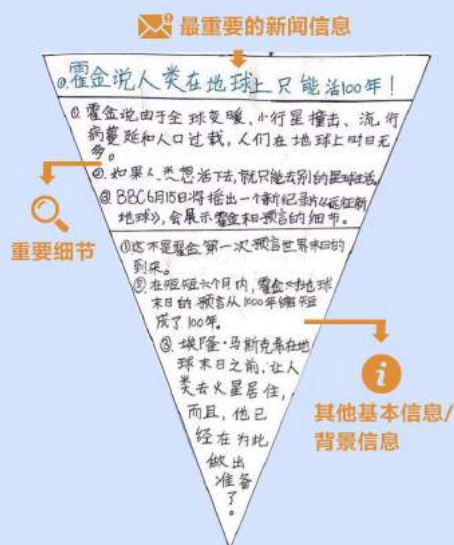 最重要的新闻信息
①霍金说人类在地球上只能活100年！
①霍金说由于全球变暖、小行星撞击、流行
病蔓延和人口过载，人们在地球上时日无
多。
②如果人类想活下去，就只能去别的星球生活。
③BBC6月15日将播出一个新纪录片《远征新
地球》，会展示霍金和预言的细节。
重要细节
①这不是霍金第一次预言世界末日的
到来。
②在短短六个月内，霍金对地球
末日的预言从1000年缩短
成了100年。
③埃隆·马斯克希在地
球末日之前，让人
类去火星居住，
而且，他已
经在为此
做出
准备
了。
其他基本信息/
背景信息